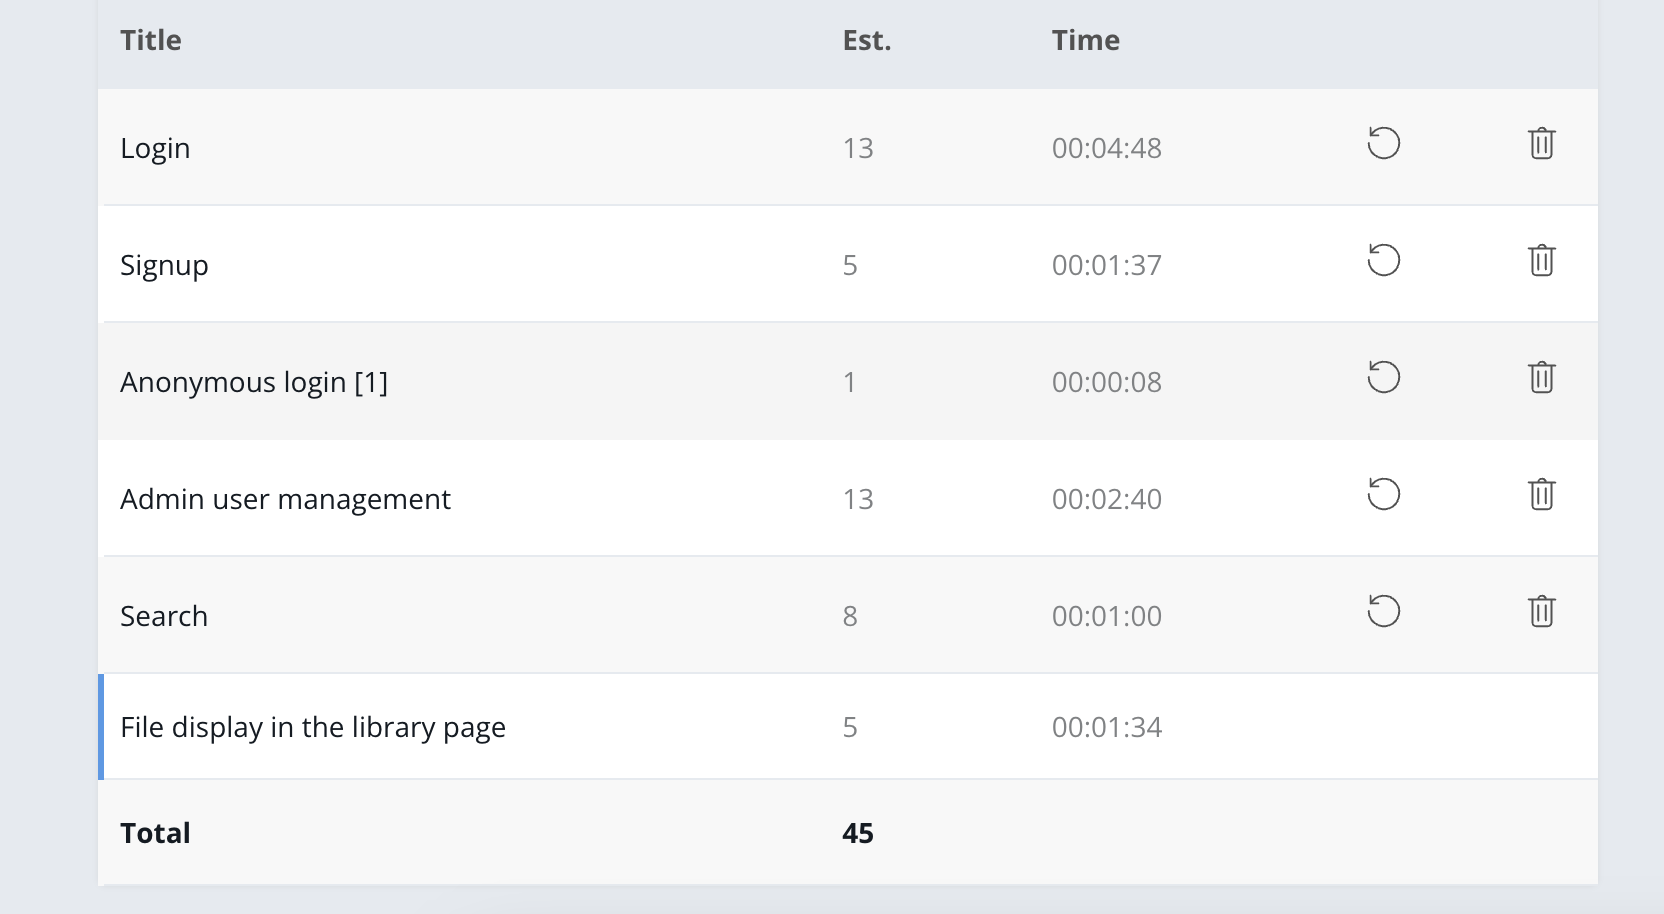 Title Est. Time
Login 13 00:04:48
Signup 5 00:01:37
Anonymous login [1] 1 00:00:08
Admin user management 13 00:02:40
Search 8 00:01:00
File display in the library page 5 00:01:34
Total 45